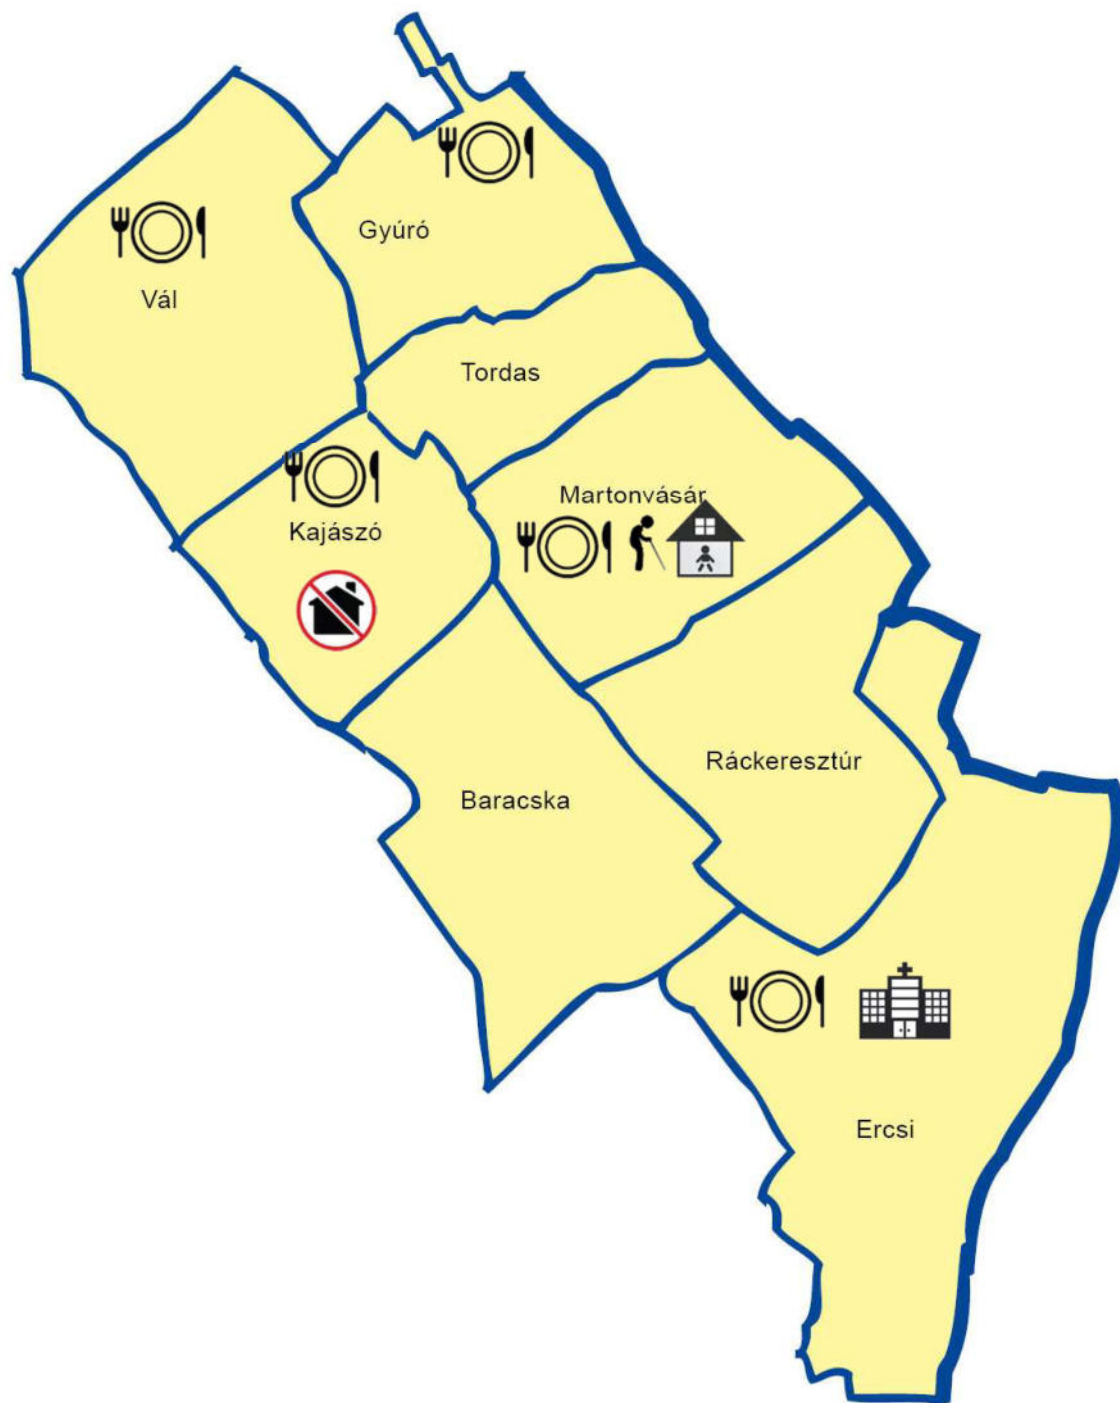 Gyúró
Vál
Tordas
Martonvásár
Kajászó
Ráckeresztúr
Baracska
Ercsi